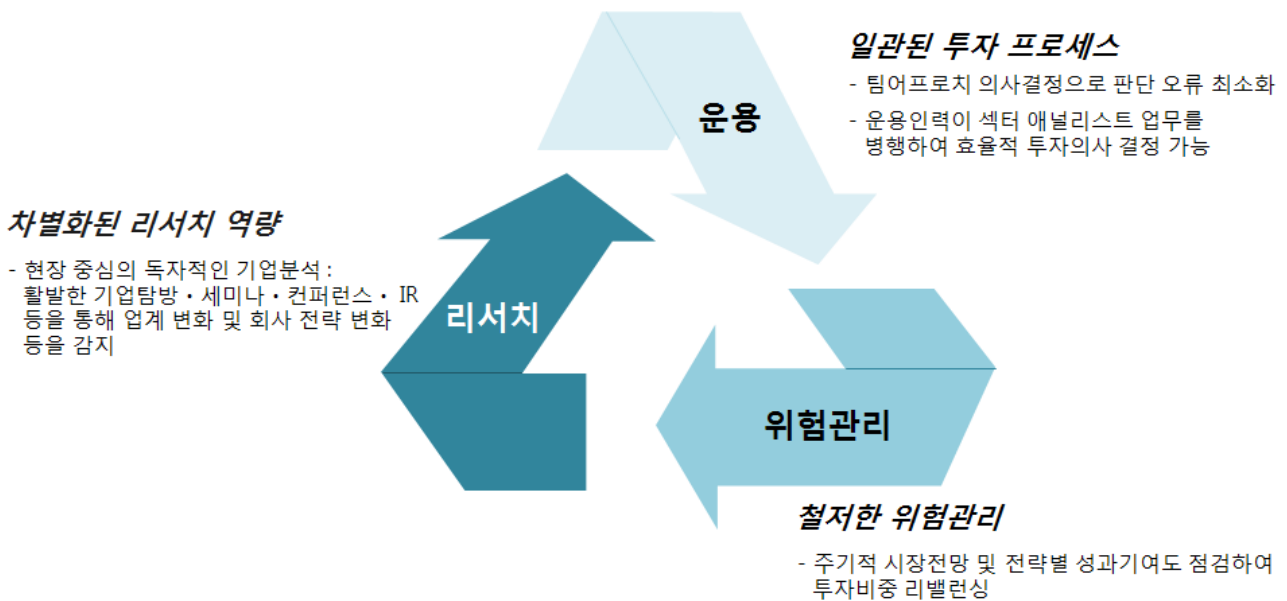 일관된 투자 프로세스
- 팀어프로치 의사결정으로 판단 오류 최소화
- 운용인력이 섹터 애널리스트 업무를
병행하여 효율적 투자의사 결정 가능
운용
차별화된 리서치 역량
- 현장 중심의 독자적인 기업분석 :
활발한 기업탐방・세미나・컨퍼런스・ IR
등을 통해 업계 변화 및 회사 전략 변화
등을 감지
리서치
위험관리
철저한 위험관리
- 주기적 시장전망 및 전략별 성과기여도 점검하여
투자비중 리밸런싱